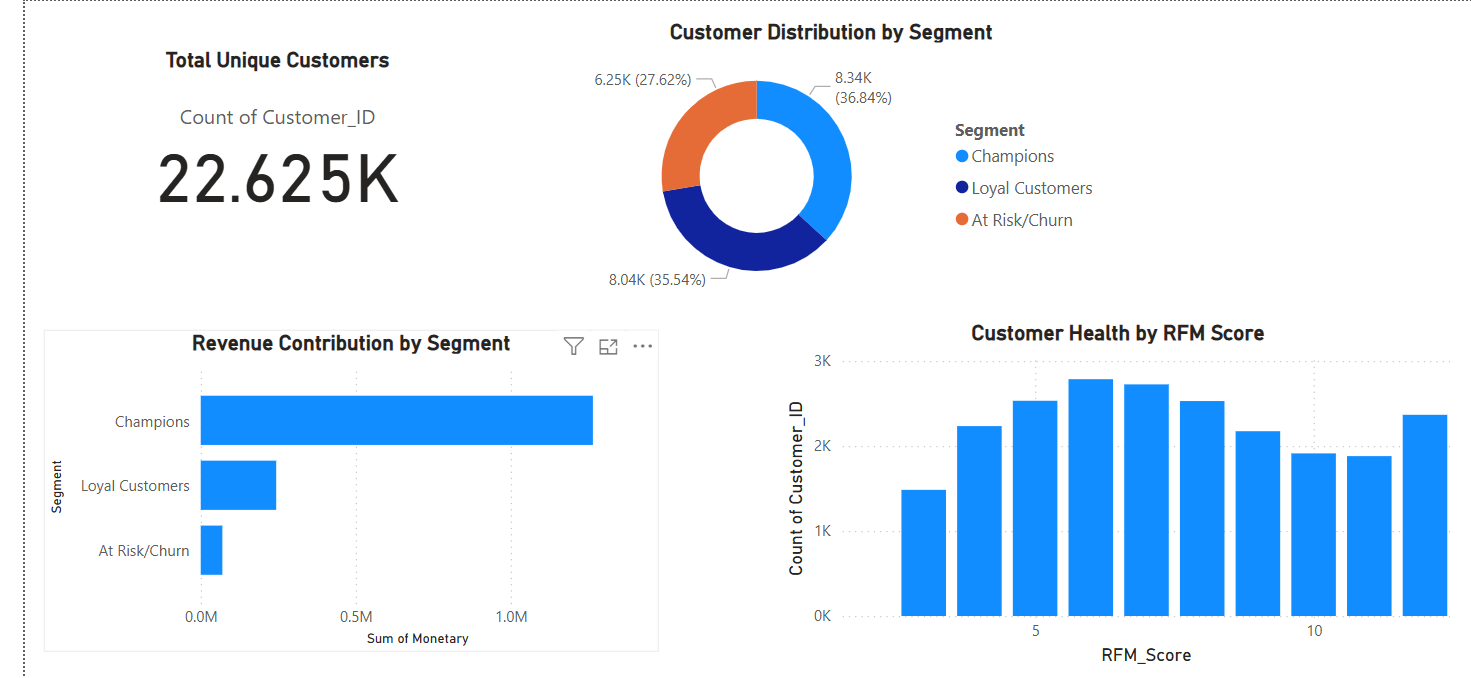 Total Unique Customers
Count of Customer_ID
22.625K
Customer Distribution by Segment
6.25K (27.62%)
8.34K
(36.84%)
8.04K (35.54%)
Segment
Champions
Loyal Customers
At Risk/Churn
Revenue Contribution by Segment
Segment
Champions
Loyal Customers
At Risk/Churn
0.0M 0.5M 1.0M
Sum of Monetary
Customer Health by RFM Score
Count of Customer_ID
3K
2K
1K
0K
5 10
RFM_Score